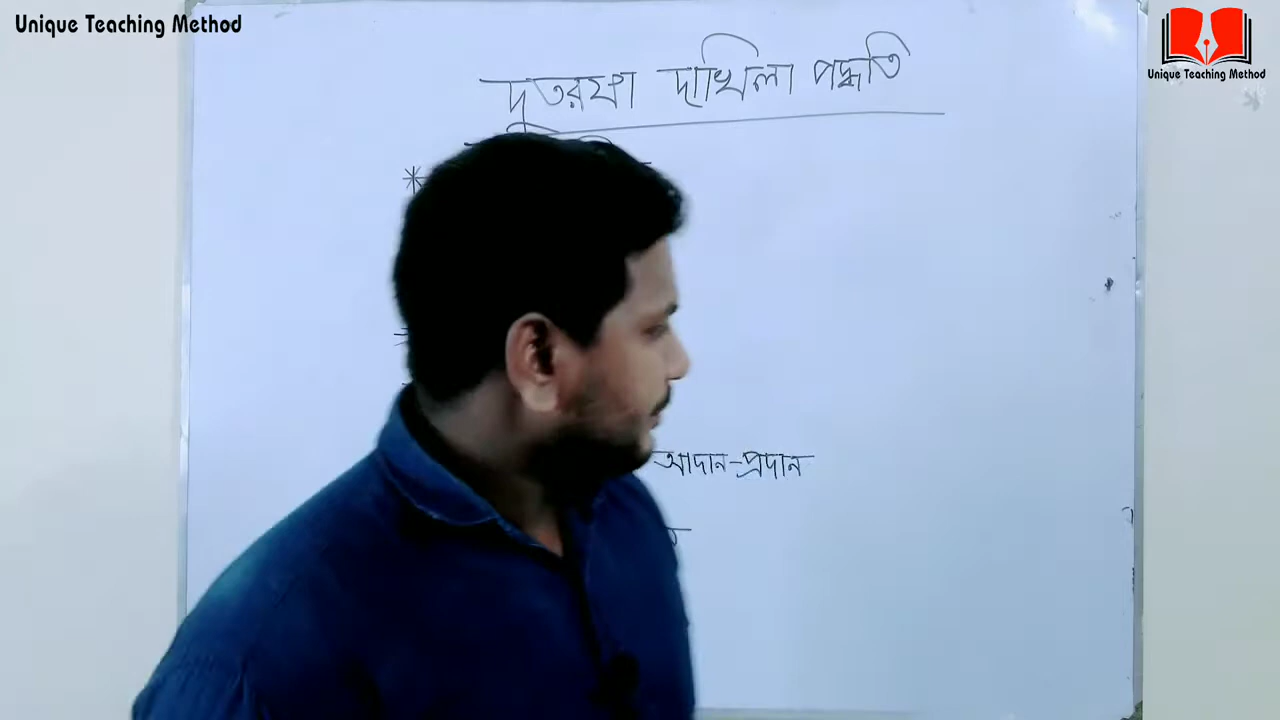 Unique Teaching Method
Unique Teaching Method
দুতরফা দাখিলা পদ্ধতি
*
আদান-প্রদান